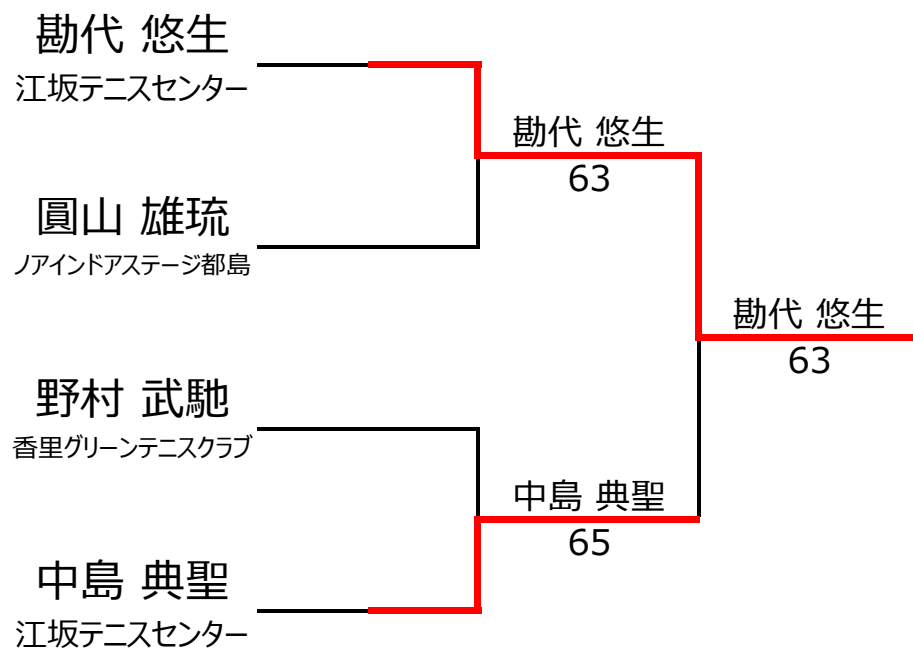 勘代 悠生
江坂テニスセンター
圓山 雄琉
ノアインドアステージ都島
野村 武馳
香里グリーンテニスクラブ
中島 典聖
江坂テニスセンター
勘代 悠生
63
中島 典聖
65
勘代 悠生
63